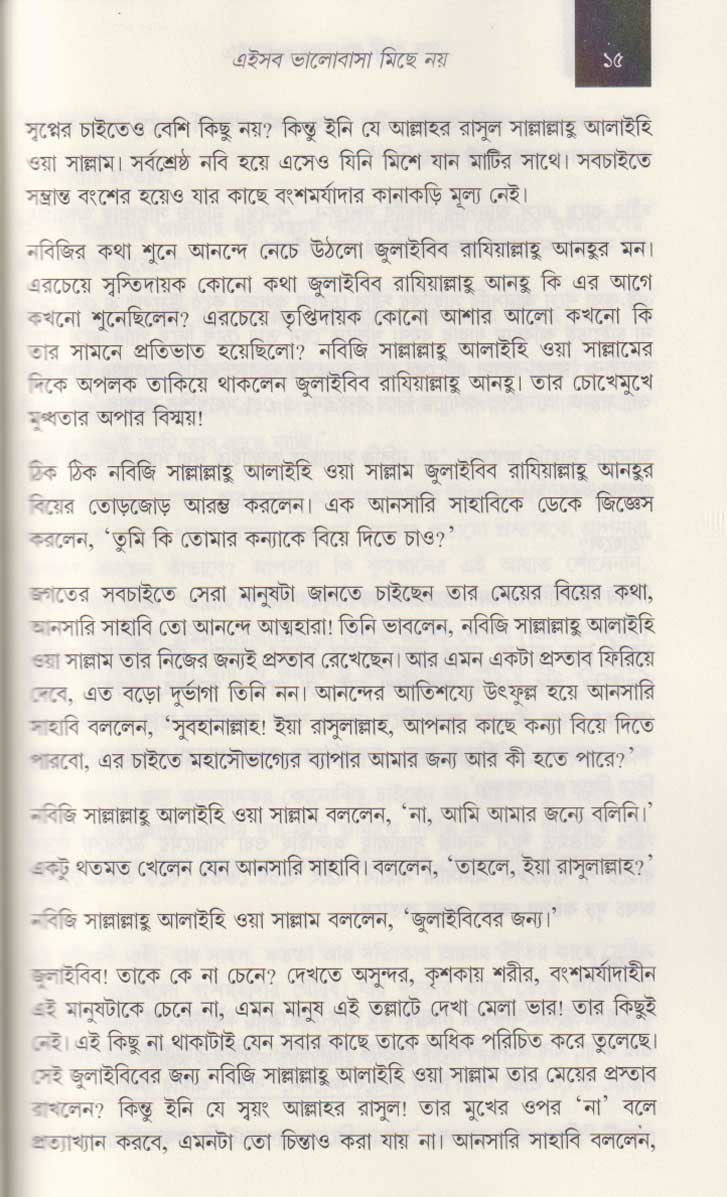 এইসব ভালোবাসা মিছে নয়
১৫
স্বপ্নের চাইতেও বেশি কিছু নয়? কিন্তু ইনি যে আল্লাহর রাসুল সাল্লাল্লাহু আলাইহি
ওয়া সাল্লাম। সর্বশ্রেষ্ঠ নবি হয়ে এসেও যিনি মিশে যান মাটির সাথে। সবচাইতে
সম্ভ্রান্ত বংশের হয়েও যার কাছে বংশমর্যাদার কানাকড়ি মূল্য নেই।
নবিজির কথা শুনে আনন্দে নেচে উঠলো জুলাইবিব রাযিয়াল্লাহু আনহুর মন।
এরচেয়ে স্বস্তিদায়ক কোনো কথা জুলাইবিব রাযিয়াল্লাহু আনহু কি এর আগে
কখনো শুনেছিলেন? এরচেয়ে তৃপ্তিদায়ক কোনো আশার আলো কখনো কি
তার সামনে প্রতিভাত হয়েছিলো? নবিজি সাল্লাল্লাহু আলাইহি ওয়া সাল্লামের
দিকে অপলক তাকিয়ে থাকলেন জুলাইবিব রাযিয়াল্লাহু আনহু। তার চোখেমুখে
মুগ্ধতার অপার বিস্ময়!
ঠিক ঠিক নবিজি সাল্লাল্লাহু আলাইহি ওয়া সাল্লাম জুলাইবিব রাযিয়াল্লাহু আনহুর
বিয়ের তোড়জোড় আরম্ভ করলেন। এক আনসারি সাহাবিকে ডেকে জিজ্ঞেস
করলেন, ‘তুমি কি তোমার কন্যাকে বিয়ে দিতে চাও?’
জগতের সবচাইতে সেরা মানুষটা জানতে চাইছেন তার মেয়ের বিয়ের কথা,
আনসারি সাহাবি তো আনন্দে আত্মহারা! তিনি ভাবলেন, নবিজি সাল্লাল্লাহু আলাইহি
ওয়া সাল্লাম তার নিজের জন্যই প্রস্তাব রেখেছেন। আর এমন একটা প্রস্তাব ফিরিয়ে
দেবে, এত বড়ো দুর্ভাগা তিনি নন। আনন্দের আতিশয্যে উৎফুল্ল হয়ে আনসারি
সাহাবি বললেন, ‘সুবহানাল্লাহ! ইয়া রাসুলাল্লাহ, আপনার কাছে কন্যা বিয়ে দিতে
পারবো, এর চাইতে মহাসৌভাগ্যের ব্যাপার আমার জন্য আর কী হতে পারে?’
নবিজি সাল্লাল্লাহু আলাইহি ওয়া সাল্লাম বললেন, ‘না, আমি আমার জন্যে বলিনি।’
একটু থতমত খেলেন যেন আনসারি সাহাবি। বললেন, ‘তাহলে, ইয়া রাসুলাল্লাহ?’
নবিজি সাল্লাল্লাহু আলাইহি ওয়া সাল্লাম বললেন, ‘জুলাইবিবের জন্য।’
জুলাইবিব! তাকে কে না চেনে? দেখতে অসুন্দর, কৃশকায় শরীর, বংশমর্যাদাহীন
এই মানুষটাকে চেনে না, এমন মানুষ এই তল্লাটে দেখা মেলা ভার! তার কিছুই
নেই। এই কিছু না থাকাটাই যেন সবার কাছে তাকে অধিক পরিচিত করে তুলেছে।
সেই জুলাইবিবের জন্য নবিজি সাল্লাল্লাহু আলাইহি ওয়া সাল্লাম তার মেয়ের প্রস্তাব
রাখলেন? কিন্তু ইনি যে স্বয়ং আল্লাহর রাসুল! তার মুখের ওপর ‘না’ বলে
প্রত্যাখ্যান করবে, এমনটা তো চিন্তাও করা যায় না। আনসারি সাহাবি বললেন,